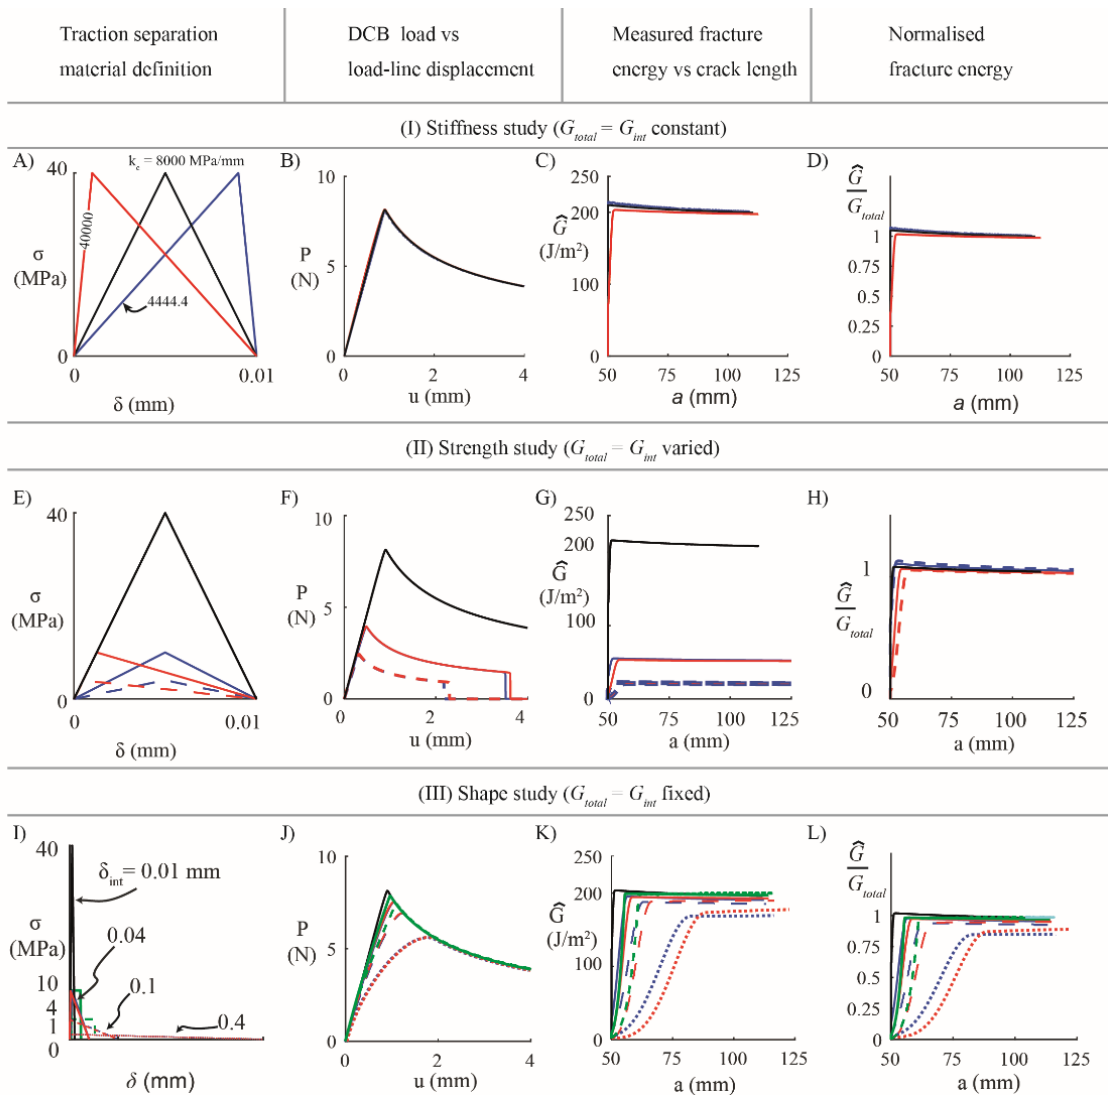 Traction separation
material definition
DCB load vs
load-line displacement
Measured fracture
energy vs crack length
Normalised
fracture energy
(I) Stiffness study (G_total = G_int constant)
A)
40
σ
(MPa)
0
k_c = 8000 MPa/mm
40000
4444.4
0
0.01
δ (mm)
B)
10
P
(N)
5
0
0
2
4
u (mm)
C)
250
200
Ĝ
(J/m²)
100
0
50
75
100
125
a (mm)
D)
Ĝ
G_total
1
0.75
0.5
0.25
0
50
75
100
125
a (mm)
(II) Strength study (G_total = G_int varied)
E)
40
σ
(MPa)
0
0
0.01
δ (mm)
F)
10
P
(N)
5
0
0
2
4
u (mm)
G)
250
200
Ĝ
(J/m²)
100
0
50
75
100
125
a (mm)
H)
1
Ĝ
G_total
0
50
75
100
125
a (mm)
(III) Shape study (G_total = G_int fixed)
I)
40
σ
(MPa)
10
4
1
0
δ_int = 0.01 mm
0.04
0.1
0.4
δ (mm)
J)
10
P
(N)
5
0
0
2
4
u (mm)
K)
250
200
Ĝ
(J/m²)
100
0
50
75
100
125
a (mm)
L)
Ĝ
G_total
1
0.75
0.5
0.25
0
50
75
100
125
a (mm)